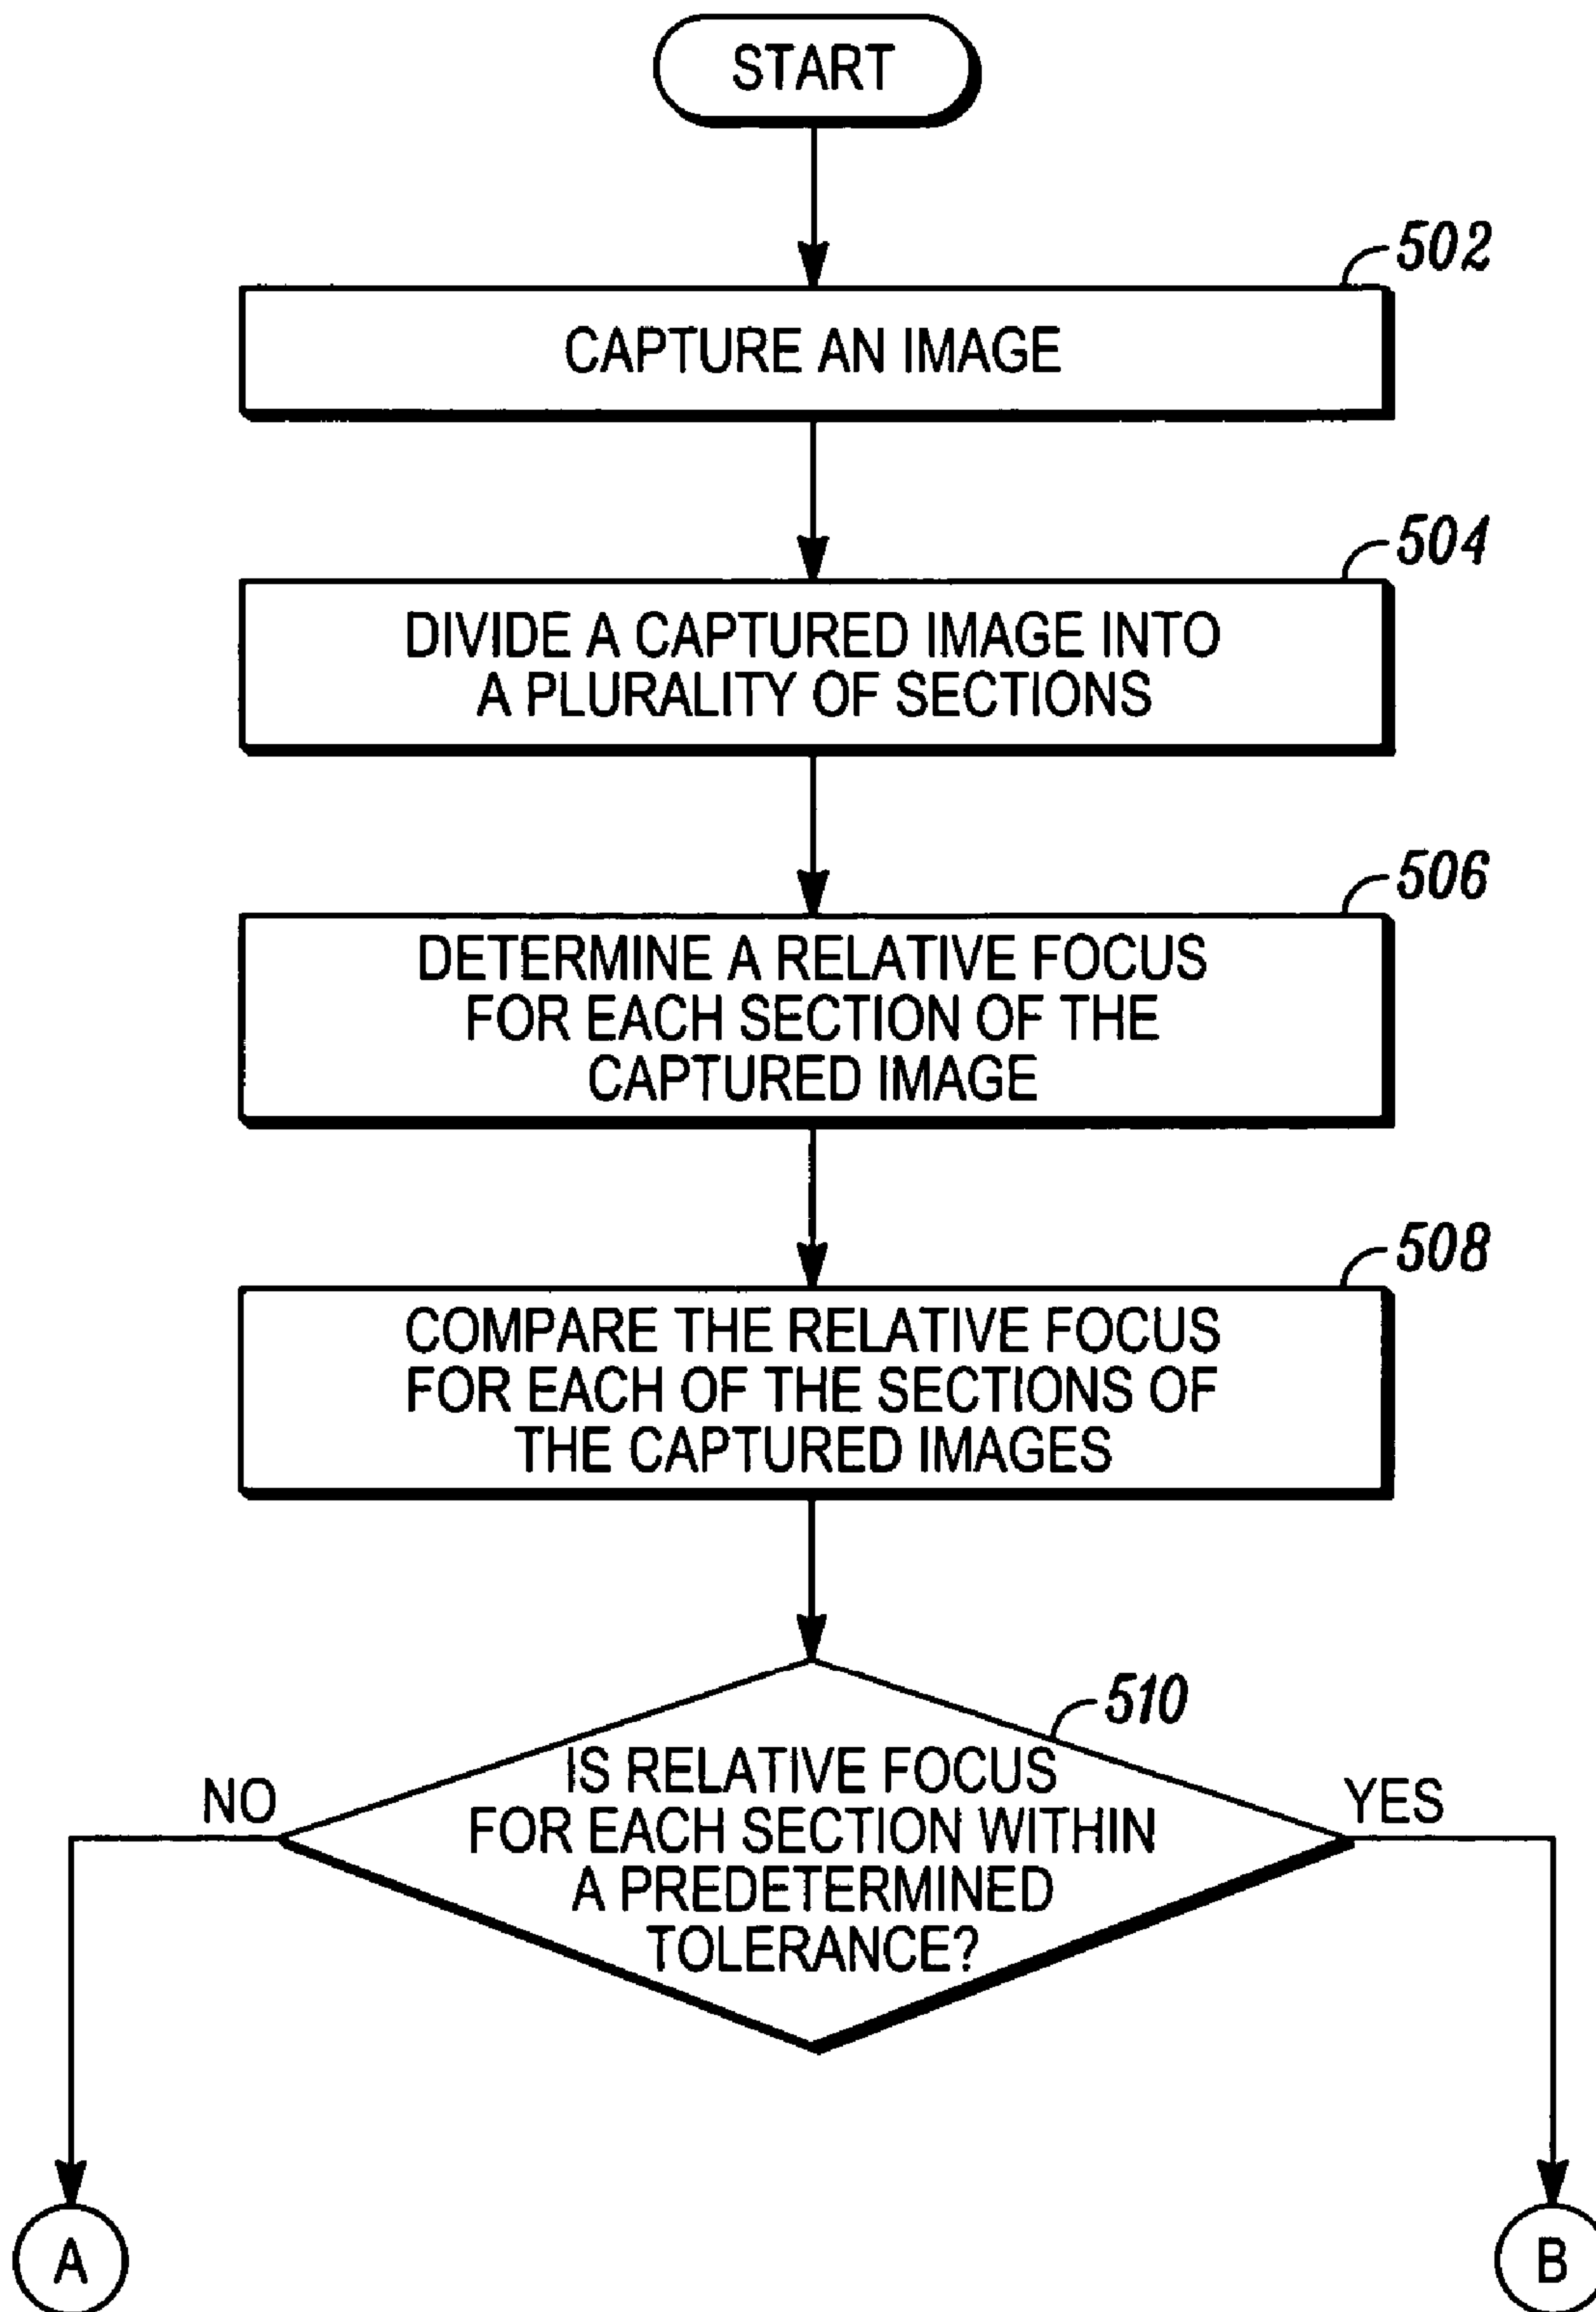 START
502
CAPTURE AN IMAGE
504
DIVIDE A CAPTURED IMAGE INTO
A PLURALITY OF SECTIONS
506
DETERMINE A RELATIVE FOCUS
FOR EACH SECTION OF THE
CAPTURED IMAGE
508
COMPARE THE RELATIVE FOCUS
FOR EACH OF THE SECTIONS OF
THE CAPTURED IMAGES
510
IS RELATIVE FOCUS
FOR EACH SECTION WITHIN
A PREDETERMINED
TOLERANCE?
NO
YES
A
B